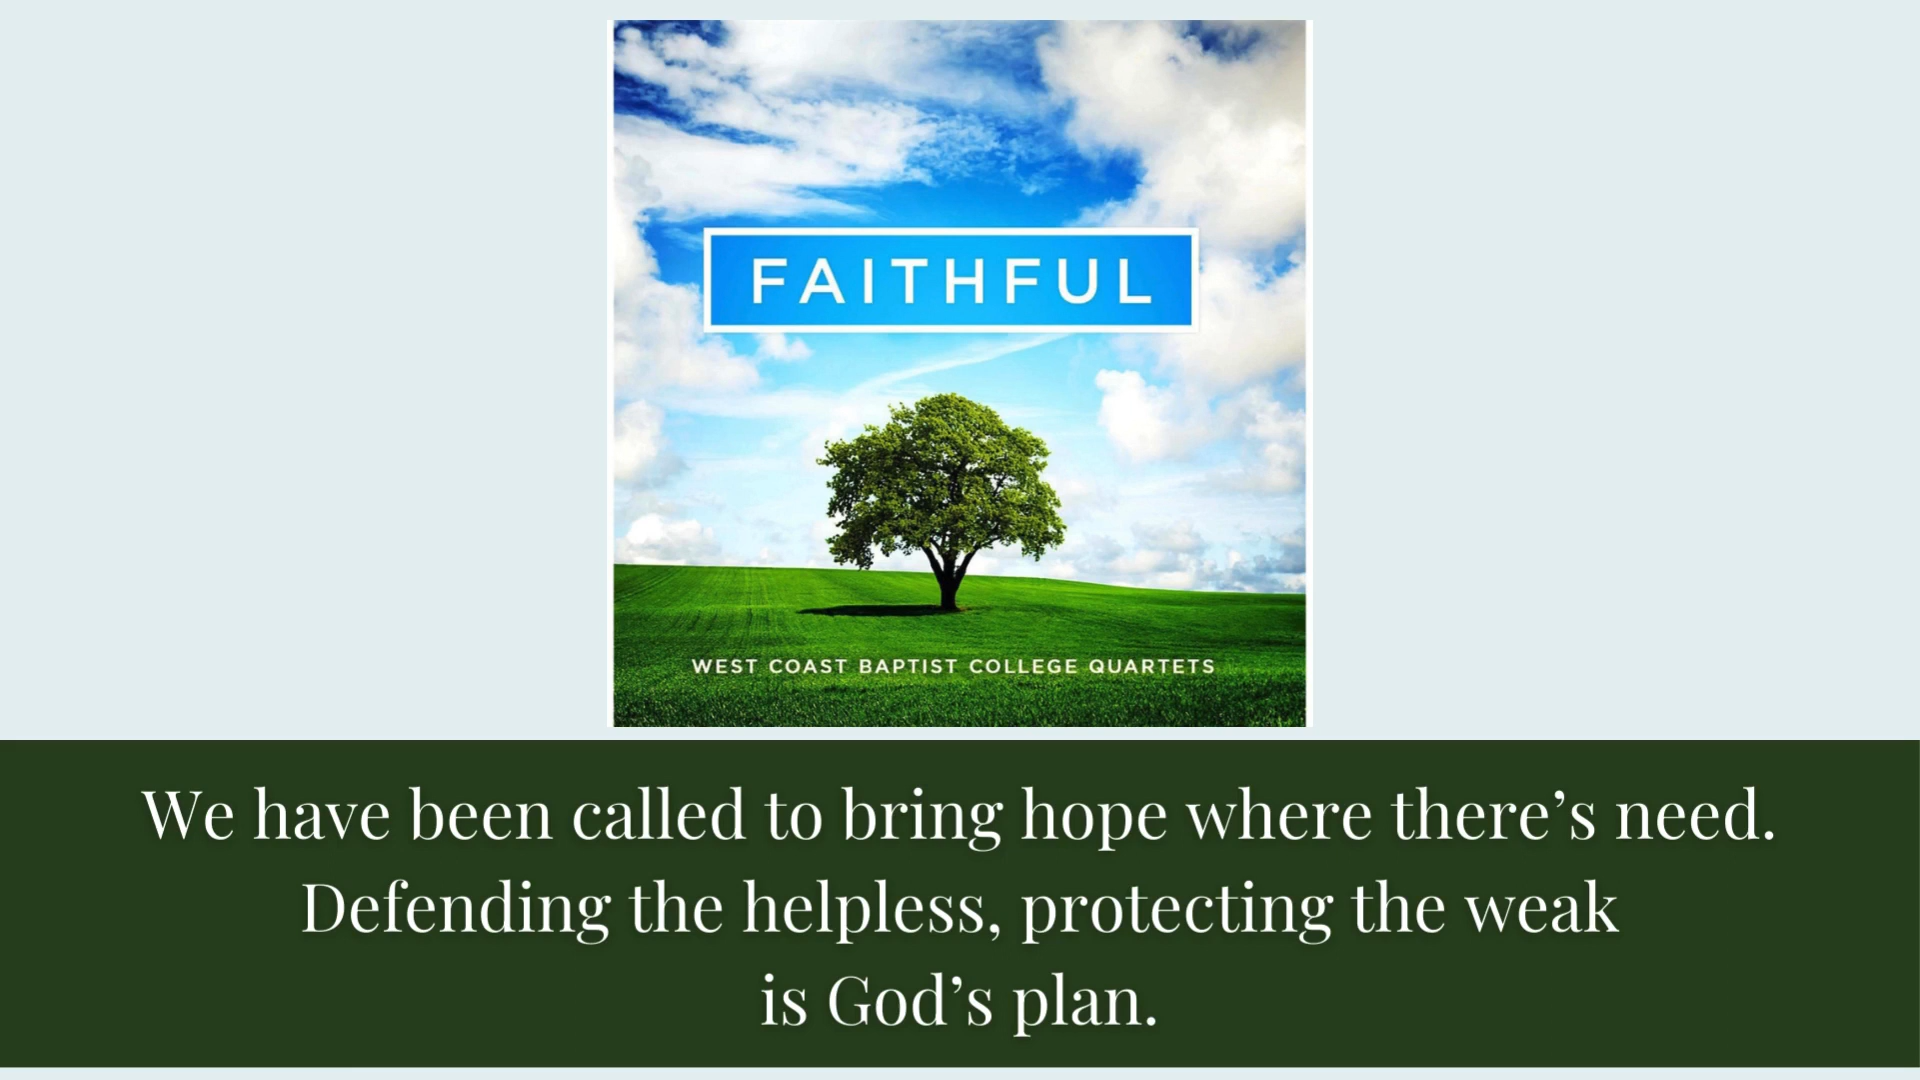 FAITHFUL
WEST COAST BAPTIST COLLEGE QUARTETS
We have been called to bring hope where there’s need.
Defending the helpless, protecting the weak
is God’s plan.